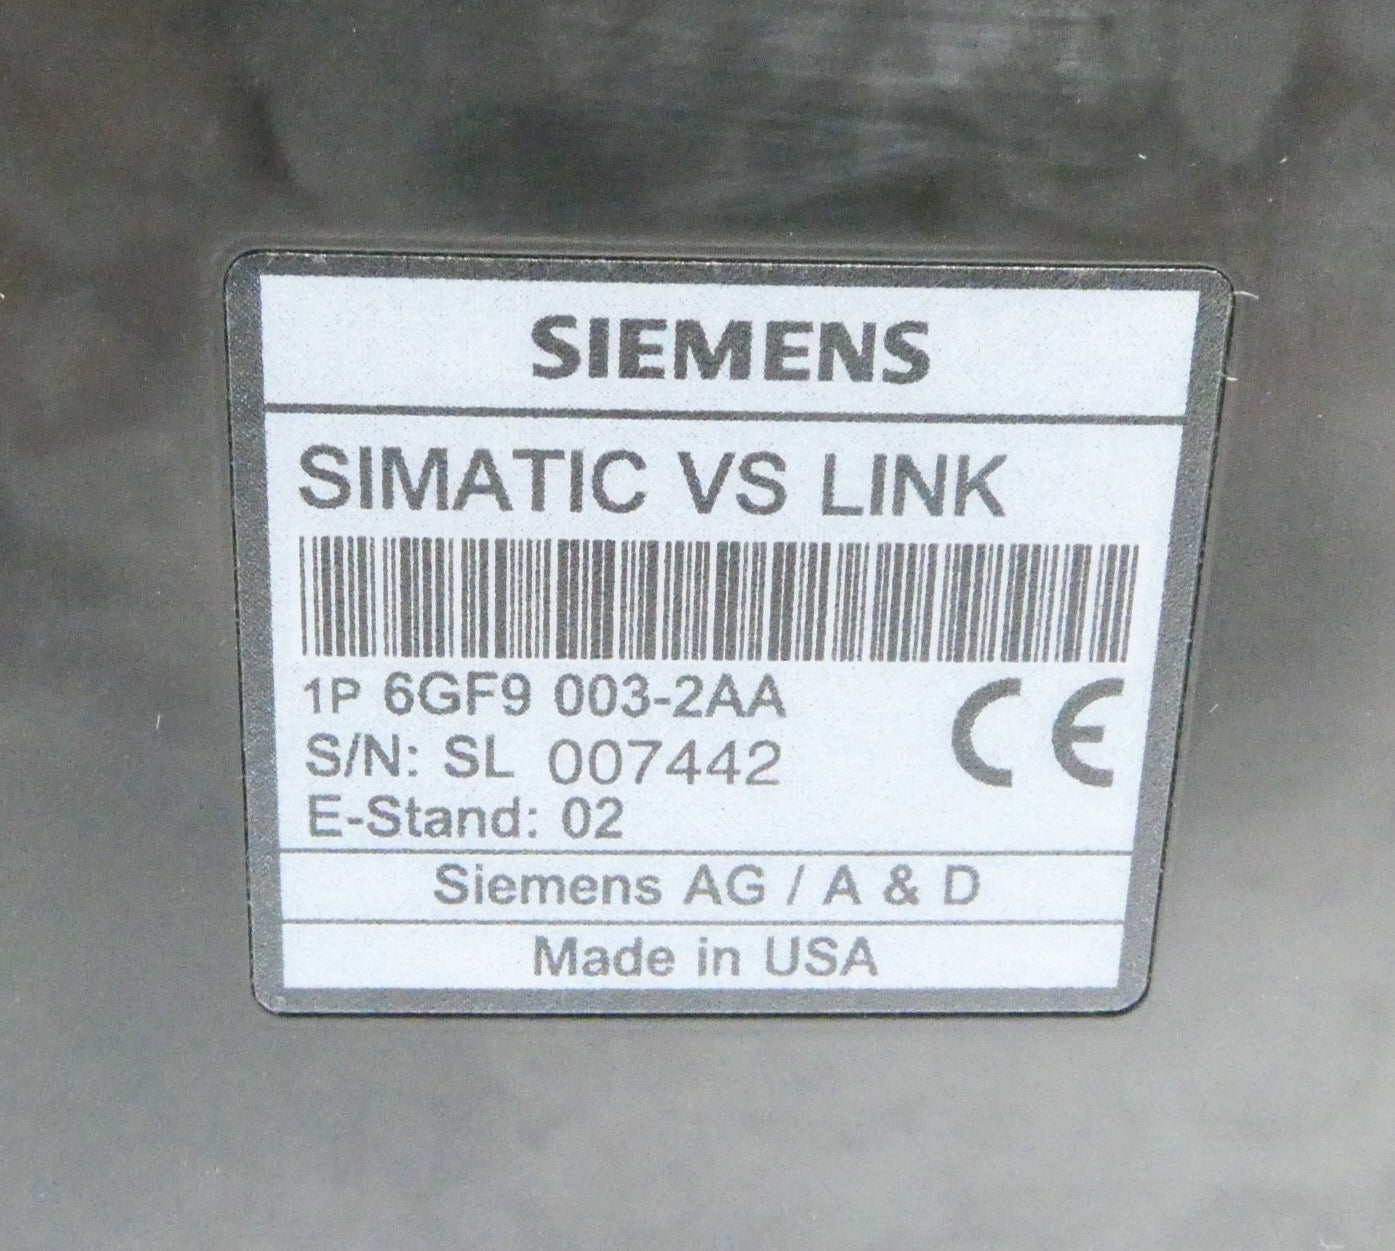 SIEMENS
SIMATIC VS LINK
1P 6GF9 003-2AA
CE
S/N: SL 007442
E-Stand: 02
Siemens AG / A & D
Made in USA